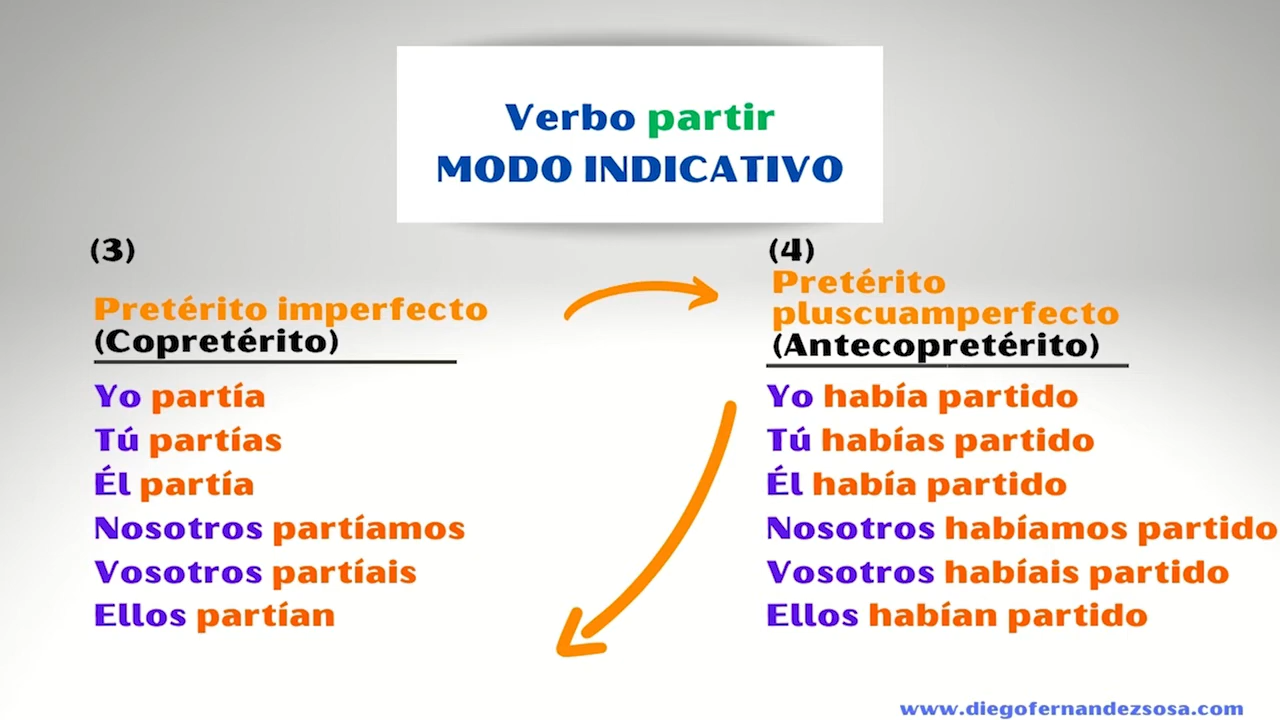 Verbo partir
MODO INDICATIVO
(3)
Pretérito imperfecto
(Copretérito)
Yo partía
Tú partías
Él partía
Nosotros partíamos
Vosotros partíais
Ellos partían
(4)
Pretérito
pluscuamperfecto
(Antecopretérito)
Yo había partido
Tú habías partido
Él había partido
Nosotros habíamos partido
Vosotros habíais partido
Ellos habían partido
www.diegofernandezsosa.com